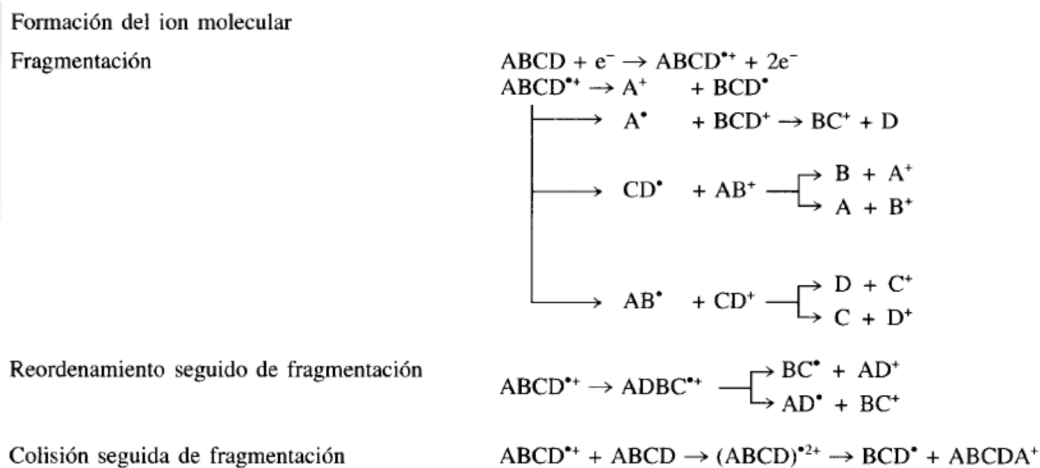 Formación del ion molecular
Fragmentación
ABCD + e⁻ → ABCD•⁺ + 2e⁻
ABCD•⁺ → A⁺ + BCD•
→ A• + BCD⁺ → BC⁺ + D
→ CD• + AB⁺ → B + A⁺
→ A + B⁺
→ AB• + CD⁺ → D + C⁺
→ C + D⁺
Reordenamiento seguido de fragmentación
ABCD•⁺ → ADBC•⁺ → BC• + AD⁺
→ AD• + BC⁺
Colisión seguida de fragmentación
ABCD•⁺ + ABCD → (ABCD)•²⁺ → BCD• + ABCDA⁺